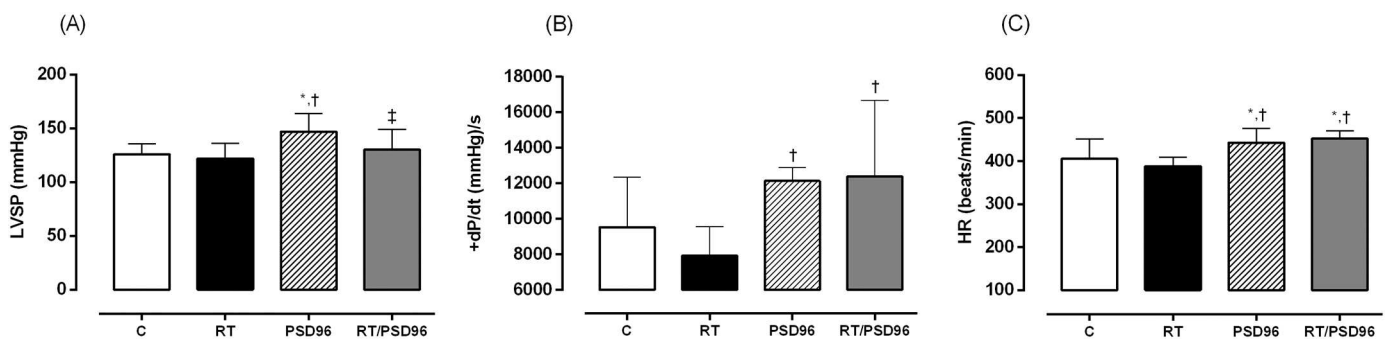 (A)
LVSP (mmHg)
200
150
100
50
0
*,†
‡
C RT PSD96 RT/PSD96
(B)
+dP/dt (mmHg)/s
18000
16000
14000
12000
10000
8000
6000
†
†
C RT PSD96 RT/PSD96
(C)
HR (beats/min)
600
500
400
300
200
100
*,†
*,†
C RT PSD96 RT/PSD96